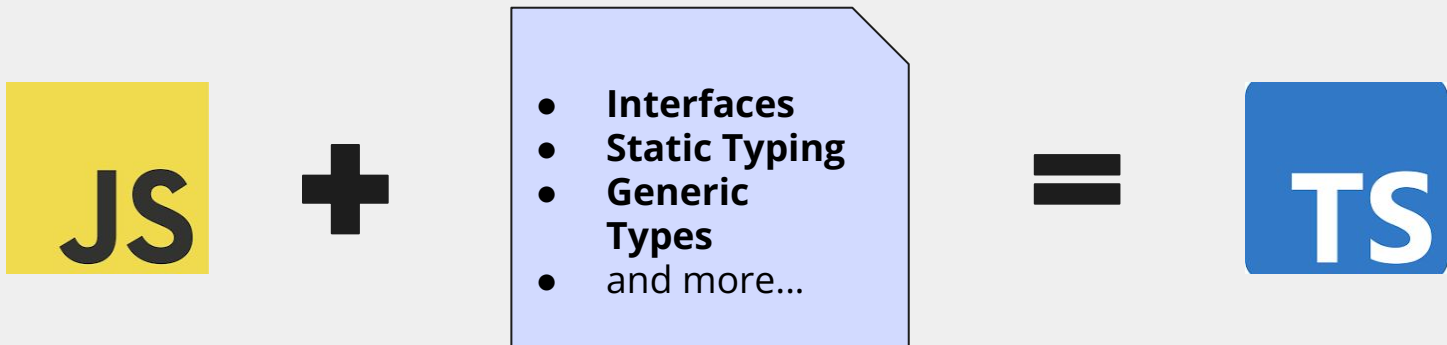 JS
● Interfaces
● Static Typing
● Generic
Types
● and more...
TS